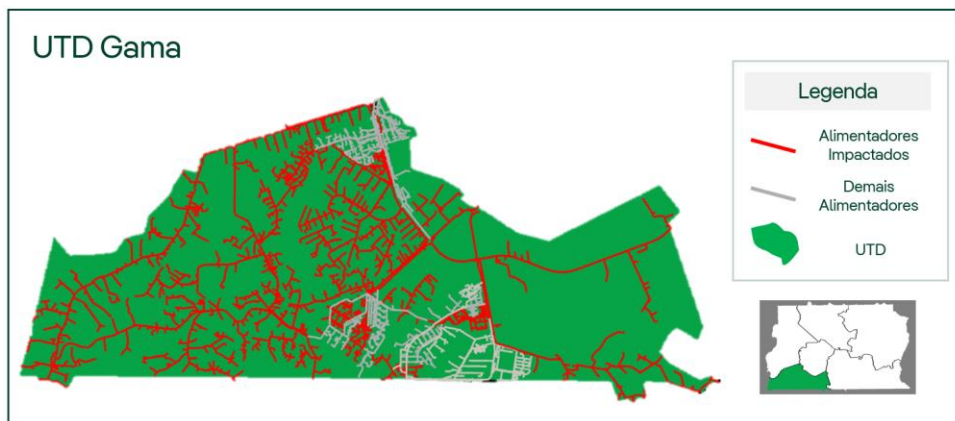 UTD Gama
Legenda
Alimentadores
Impactados
Demais
Alimentadores
UTD